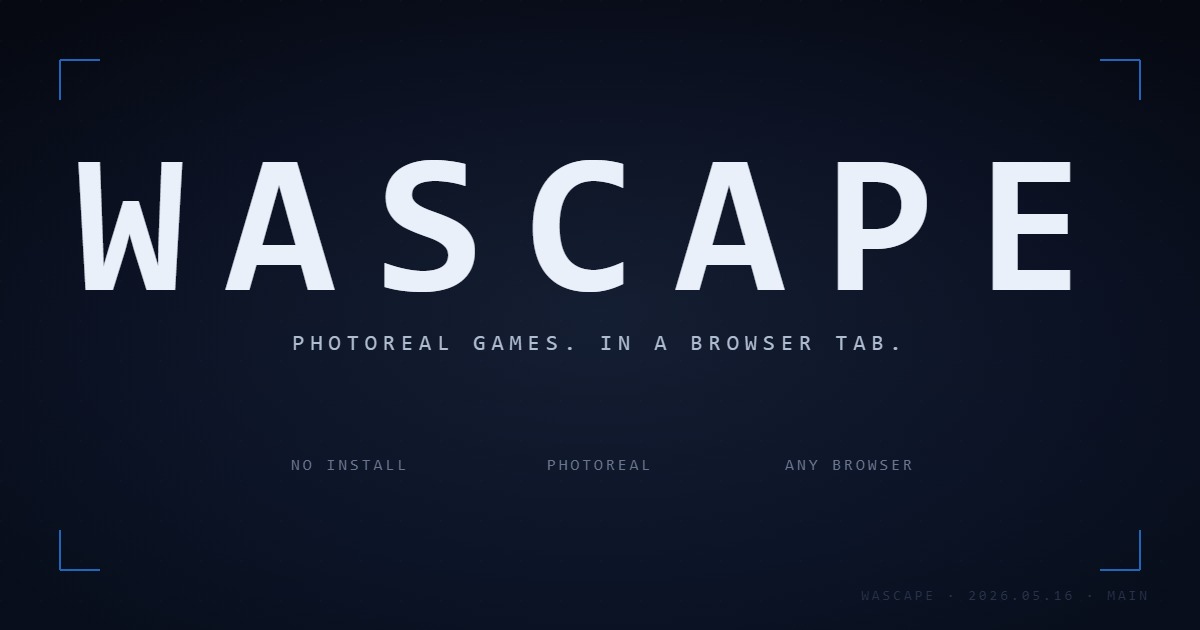 WASCAPE
PHOTOREAL GAMES. IN A BROWSER TAB.
NO INSTALL PHOTOREAL ANY BROWSER
WASCAPE · 2026.05.16 · MAIN